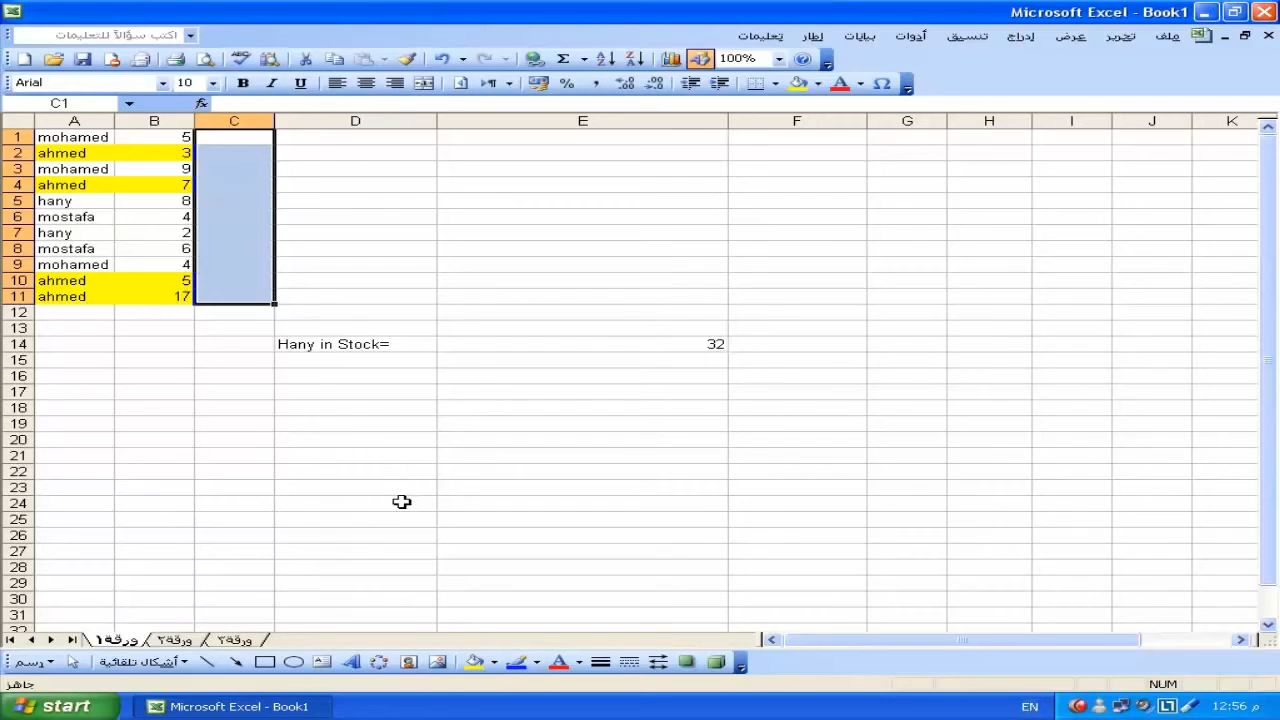 Microsoft Excel - Book1
ملف تحرير عرض إدراج تنسيق أدوات بيانات إطار تعليمات
اكتب سؤالاً للتعليمات
100%
Arial 10 B I U
C1 fx
A B C D E F G H I J K
1 mohamed 5
2 ahmed 3
3 mohamed 9
4 ahmed 7
5 hany 8
6 mostafa 4
7 hany 2
8 mostafa 6
9 mohamed 4
10 ahmed 5
11 ahmed 17
12
13
14 Hany in Stock= 32
15
16
17
18
19
20
21
22
23
24
25
26
27
28
29
30
31
32
ورقة١ ورقة٢ ورقة٣
رسم أشكال تلقائية
جاهز NUM
start Microsoft Excel - Book1 EN 12:56 م